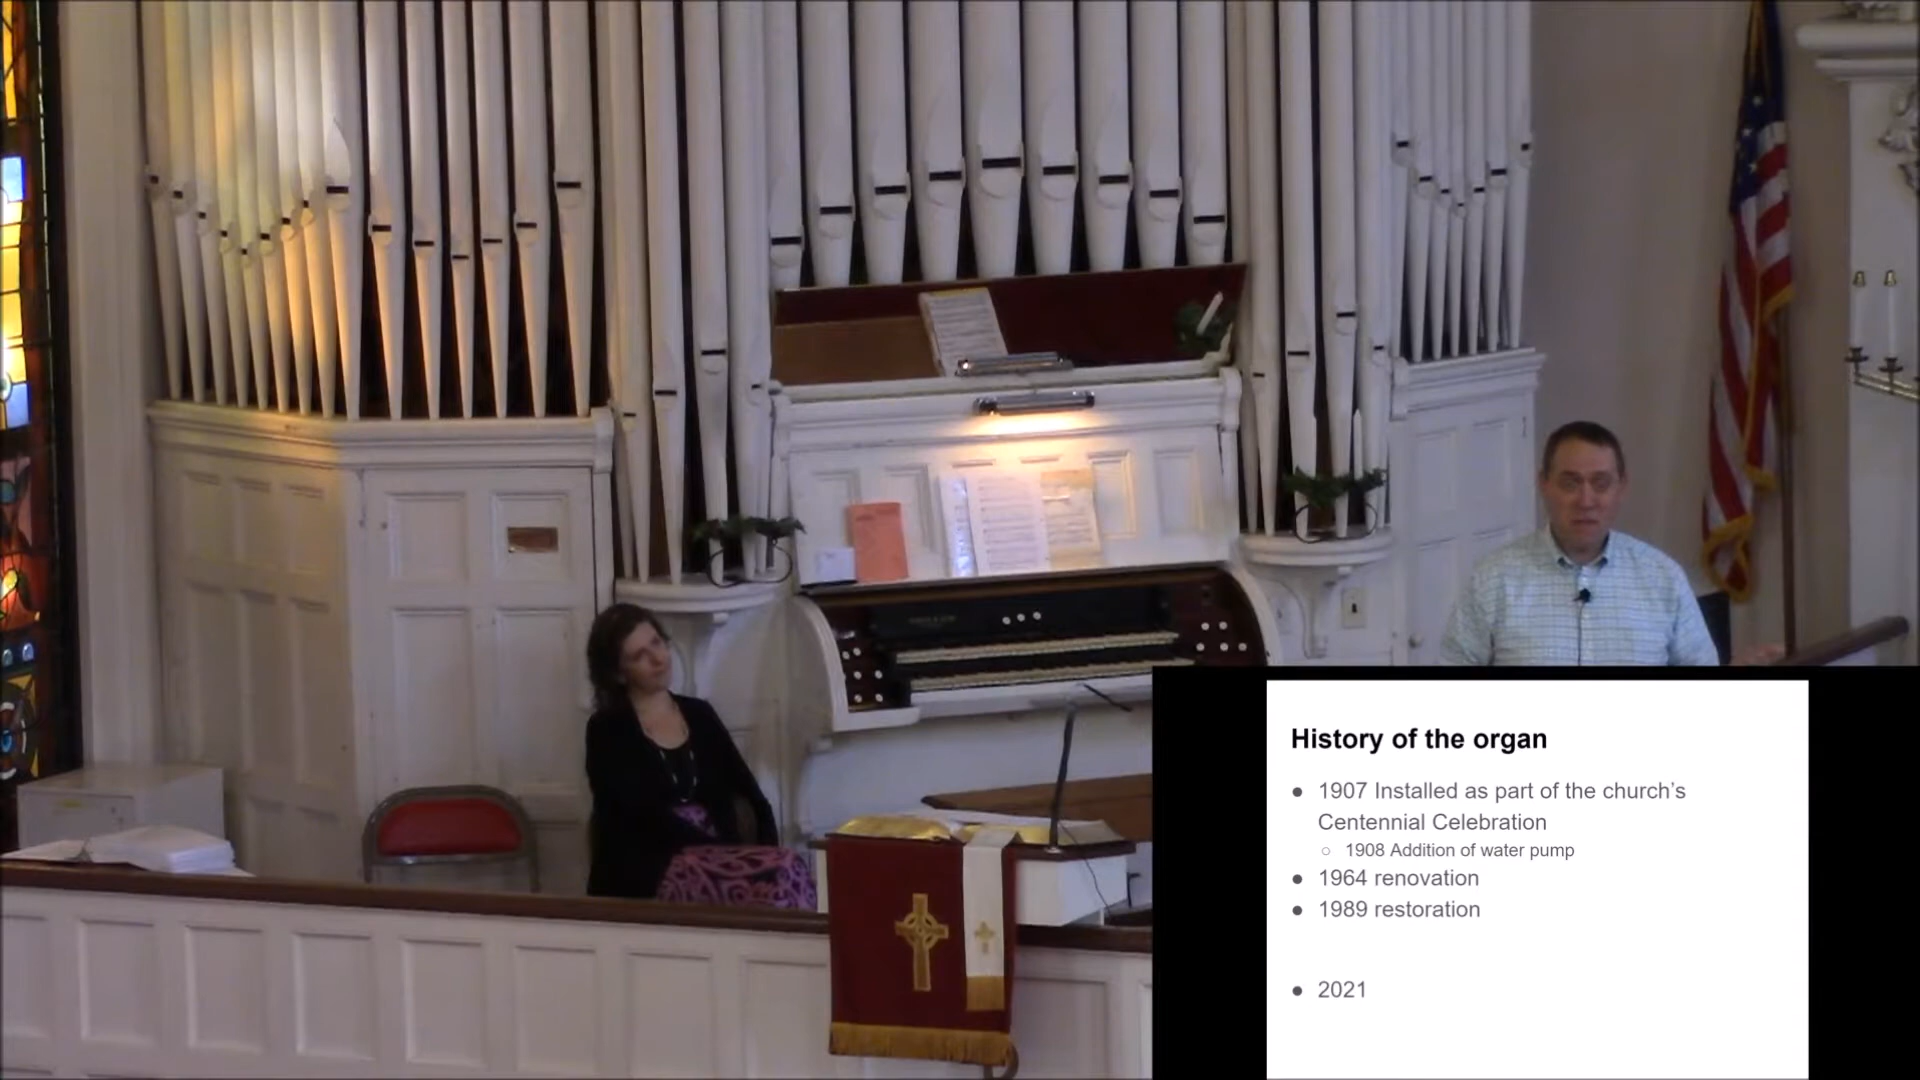 History of the organ
● 1907 Installed as part of the church's
Centennial Celebration
○ 1908 Addition of water pump
● 1964 renovation
● 1989 restoration
● 2021